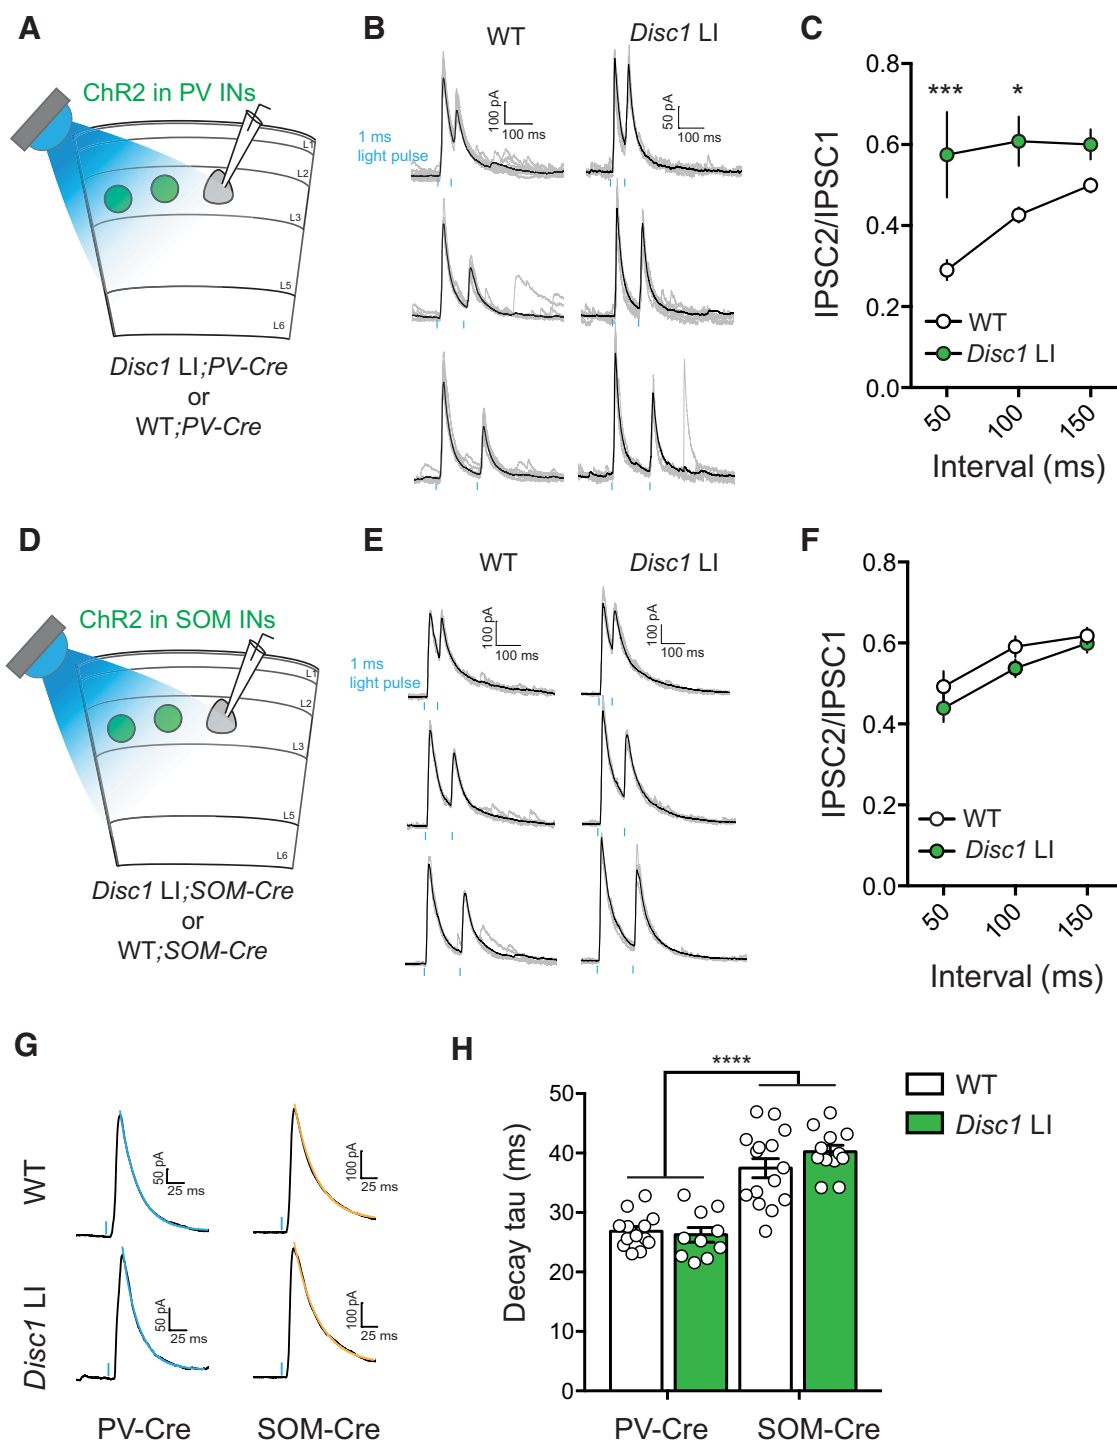 A
ChR2 in PV INs
L1
L2
L3
L5
L6
Disc1 LI;PV-Cre
or
WT;PV-Cre
B
WT
Disc1 LI
1 ms
light pulse
100 pA
100 ms
50 pA
100 ms
C
***
*
IPSC2/IPSC1
0.8
0.6
0.4
0.2
0.0
WT
Disc1 LI
50
100
150
Interval (ms)
D
ChR2 in SOM INs
L1
L2
L3
L5
L6
Disc1 LI;SOM-Cre
or
WT;SOM-Cre
E
WT
Disc1 LI
1 ms
light pulse
100 pA
100 ms
100 pA
100 ms
F
IPSC2/IPSC1
0.8
0.6
0.4
0.2
0.0
WT
Disc1 LI
50
100
150
Interval (ms)
G
WT
50 pA
25 ms
100 pA
25 ms
Disc1 LI
50 pA
25 ms
100 pA
25 ms
PV-Cre
SOM-Cre
H
****
WT
Disc1 LI
Decay tau (ms)
50
40
30
20
10
0
PV-Cre
SOM-Cre